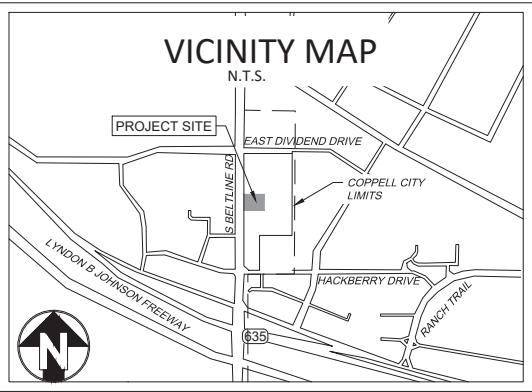 VICINITY MAP
N.T.S.
PROJECT SITE
EAST DIVIDEND DRIVE
S BELTLINE RD
COPPELL CITY
LIMITS
LYNDON B JOHNSON FREEWAY
HACKBERRY DRIVE
RANCH TRAIL
635
N